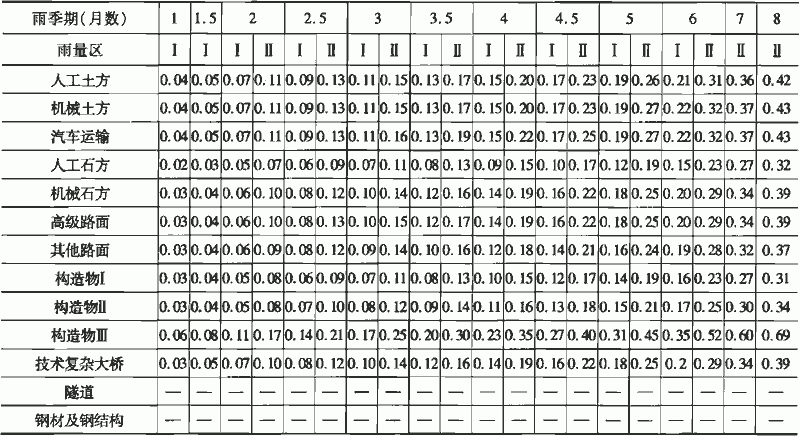 雨季期(月数) 1 1.5 2 2.5 3 3.5 4 4.5 5 6 7 8
雨量区 Ⅰ Ⅰ Ⅰ Ⅱ Ⅰ Ⅱ Ⅰ Ⅱ Ⅰ Ⅱ Ⅰ Ⅱ Ⅰ Ⅱ Ⅰ Ⅱ Ⅰ Ⅱ Ⅱ Ⅱ
人工土方 0.04 0.05 0.07 0.11 0.09 0.13 0.11 0.15 0.13 0.17 0.15 0.20 0.17 0.23 0.19 0.26 0.21 0.31 0.36 0.42
机械土方 0.04 0.05 0.07 0.11 0.09 0.13 0.11 0.15 0.13 0.17 0.15 0.20 0.17 0.23 0.19 0.27 0.22 0.32 0.37 0.43
汽车运输 0.04 0.05 0.07 0.11 0.09 0.13 0.11 0.16 0.13 0.19 0.15 0.22 0.17 0.25 0.19 0.27 0.22 0.32 0.37 0.43
人工石方 0.02 0.03 0.05 0.07 0.06 0.09 0.07 0.11 0.08 0.13 0.09 0.15 0.10 0.17 0.12 0.19 0.15 0.23 0.27 0.32
机械石方 0.03 0.04 0.06 0.10 0.08 0.12 0.10 0.14 0.12 0.16 0.14 0.19 0.16 0.22 0.18 0.25 0.20 0.29 0.34 0.39
高级路面 0.03 0.04 0.06 0.10 0.08 0.13 0.10 0.15 0.12 0.17 0.14 0.19 0.16 0.22 0.18 0.25 0.20 0.29 0.34 0.39
其他路面 0.03 0.04 0.06 0.09 0.08 0.12 0.09 0.14 0.10 0.16 0.12 0.18 0.14 0.21 0.16 0.24 0.19 0.28 0.32 0.37
构造物Ⅰ 0.03 0.04 0.05 0.08 0.06 0.09 0.07 0.11 0.08 0.13 0.10 0.15 0.12 0.17 0.14 0.19 0.16 0.23 0.27 0.31
构造物Ⅱ 0.03 0.04 0.05 0.08 0.07 0.10 0.08 0.12 0.09 0.14 0.11 0.16 0.13 0.18 0.15 0.21 0.17 0.25 0.30 0.34
构造物Ⅲ 0.06 0.08 0.11 0.17 0.14 0.21 0.17 0.25 0.20 0.30 0.23 0.35 0.27 0.40 0.31 0.45 0.35 0.52 0.60 0.69
技术复杂大桥 0.03 0.05 0.07 0.10 0.08 0.12 0.10 0.14 0.12 0.16 0.14 0.19 0.16 0.22 0.18 0.25 0.2 0.29 0.34 0.39
隧道 — — — — — — — — — — — — — — — — — — — —
钢材及钢结构 — — — — — — — — — — — — — — — — — — — —